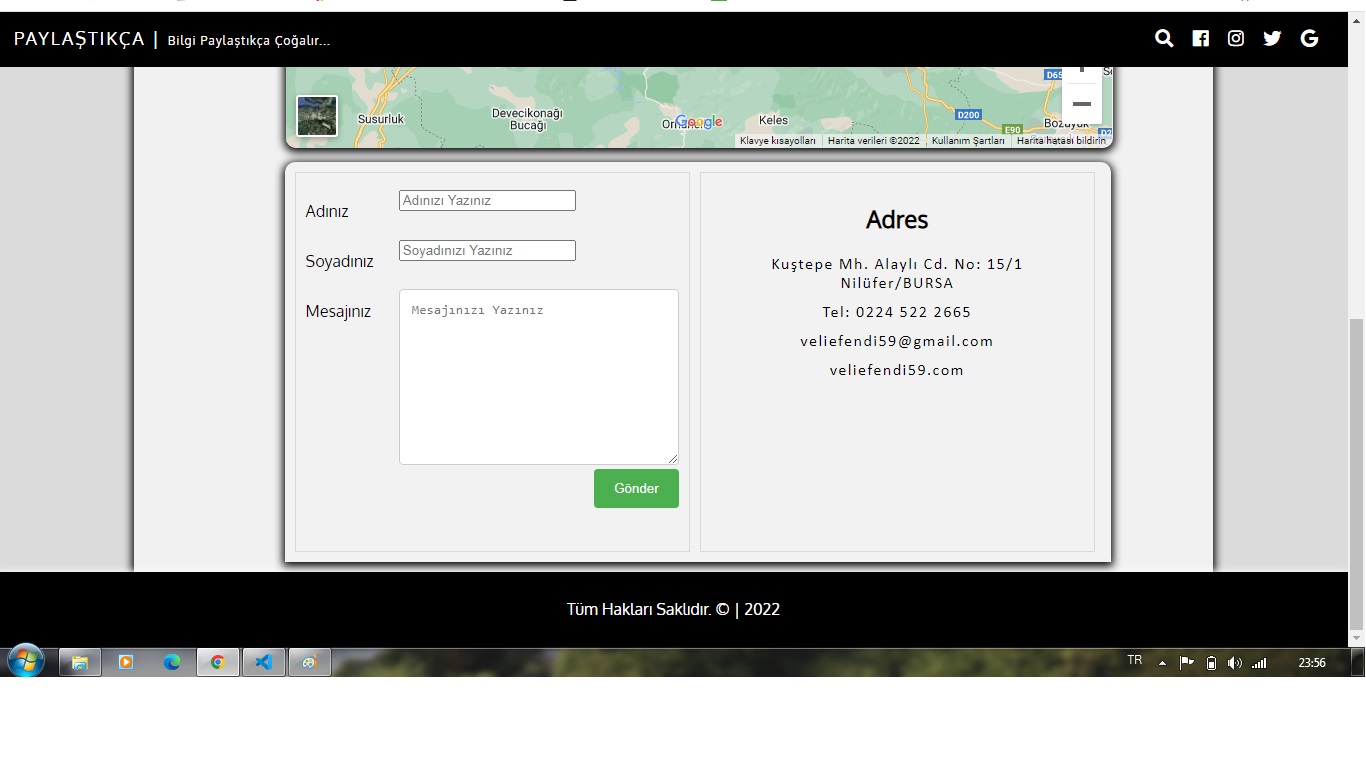 PAYLAŞTIKÇA | Bilgi Paylaştıkça Çoğalır...
D65
Susurluk
Devecikonağı
Bucağı
Google
Keles
D200
E90
Bozüyük
Klavye kısayolları Harita verileri ©2022 Kullanım Şartları Harita hatası bildirin
Adınız
Adınızı Yazınız
Soyadınız
Soyadınızı Yazınız
Mesajınız
Mesajınızı Yazınız
Gönder
Adres
Kuştepe Mh. Alaylı Cd. No: 15/1
Nilüfer/BURSA
Tel: 0224 522 2665
veliefendi59@gmail.com
veliefendi59.com
Tüm Hakları Saklıdır. © | 2022
TR
23:56